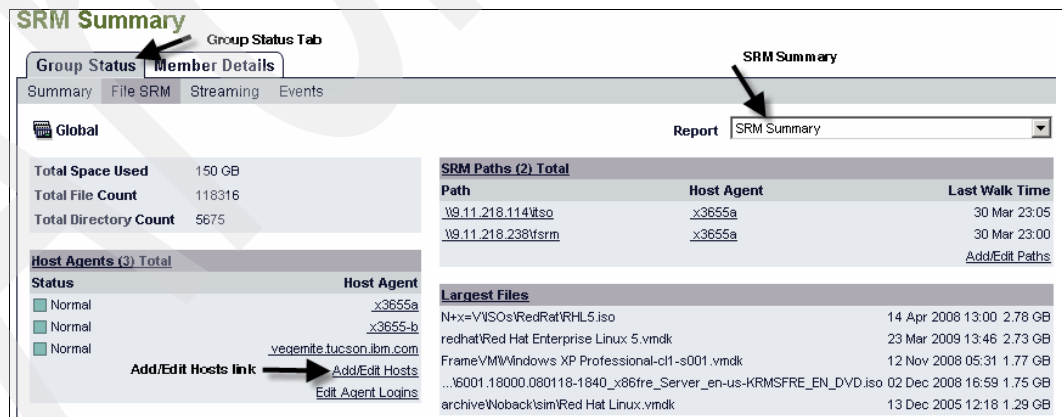 SRM Summary
Group Status Tab
Group Status Member Details
SRM Summary
Summary File SRM Streaming Events
Global
Report SRM Summary
Total Space Used 150 GB
Total File Count 118316
Total Directory Count 5675
SRM Paths (2) Total
Path Host Agent Last Walk Time
\\9.11.218.114\itso x3655a 30 Mar 23:05
\\9.11.218.238\fsrm x3655a 30 Mar 23:00
Add/Edit Paths
Host Agents (3) Total
Status Host Agent
Normal x3655a
Normal x3655-b
Normal vegemite.tucson.ibm.com
Add/Edit Hosts link Add/Edit Hosts
Edit Agent Logins
Largest Files
N+x=V\ISOs\RedRat\RHL5.iso 14 Apr 2008 13:00 2.78 GB
redhat\Red Hat Enterprise Linux 5.vmdk 23 Mar 2009 13:46 2.73 GB
FrameVM\Windows XP Professional-cl1-s001.vmdk 12 Nov 2008 05:31 1.77 GB
...\6001.18000.080118-1840_x86fre_Server_en-us-KRMSFRE_EN_DVD.iso 02 Dec 2008 16:59 1.75 GB
archive\Noback\sim\Red Hat Linux.vmdk 13 Dec 2005 12:18 1.29 GB